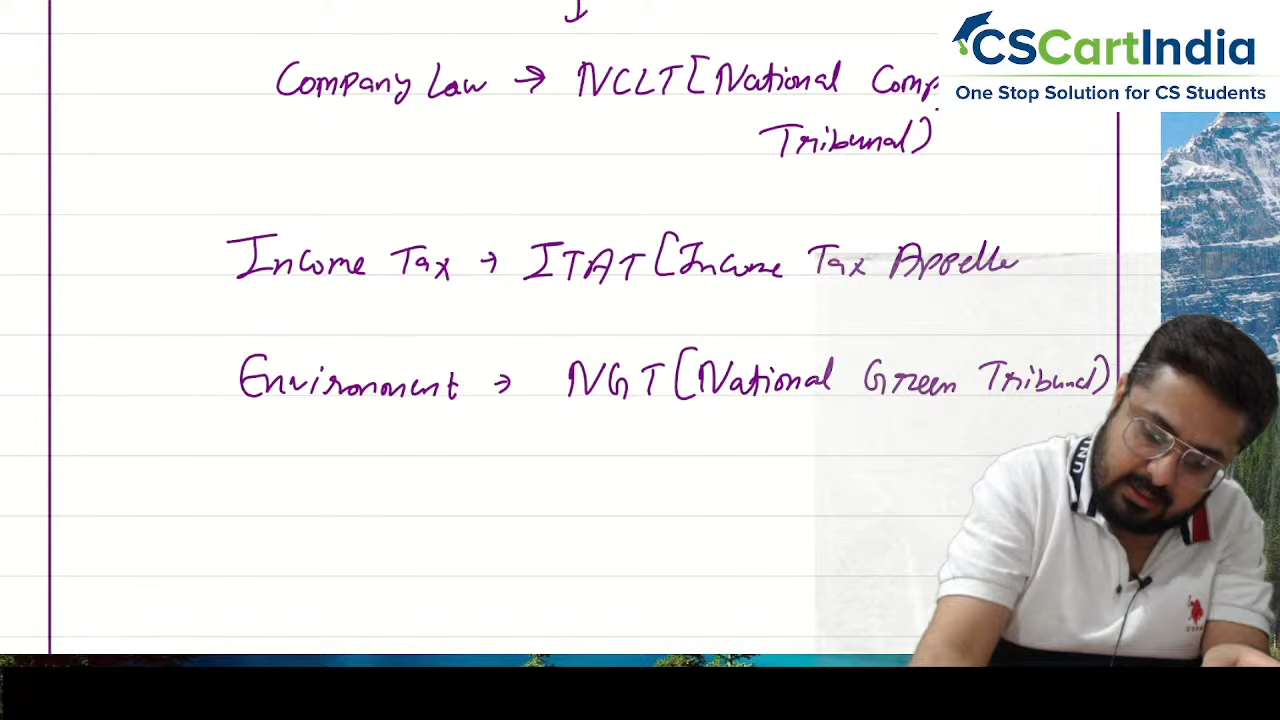 CSCartIndia
One Stop Solution for CS Students
Company Law → NCLT [National Comp
Tribunal)
Income Tax → ITAT [Income Tax Appella
Environment → NGT [National Green Tribunal)